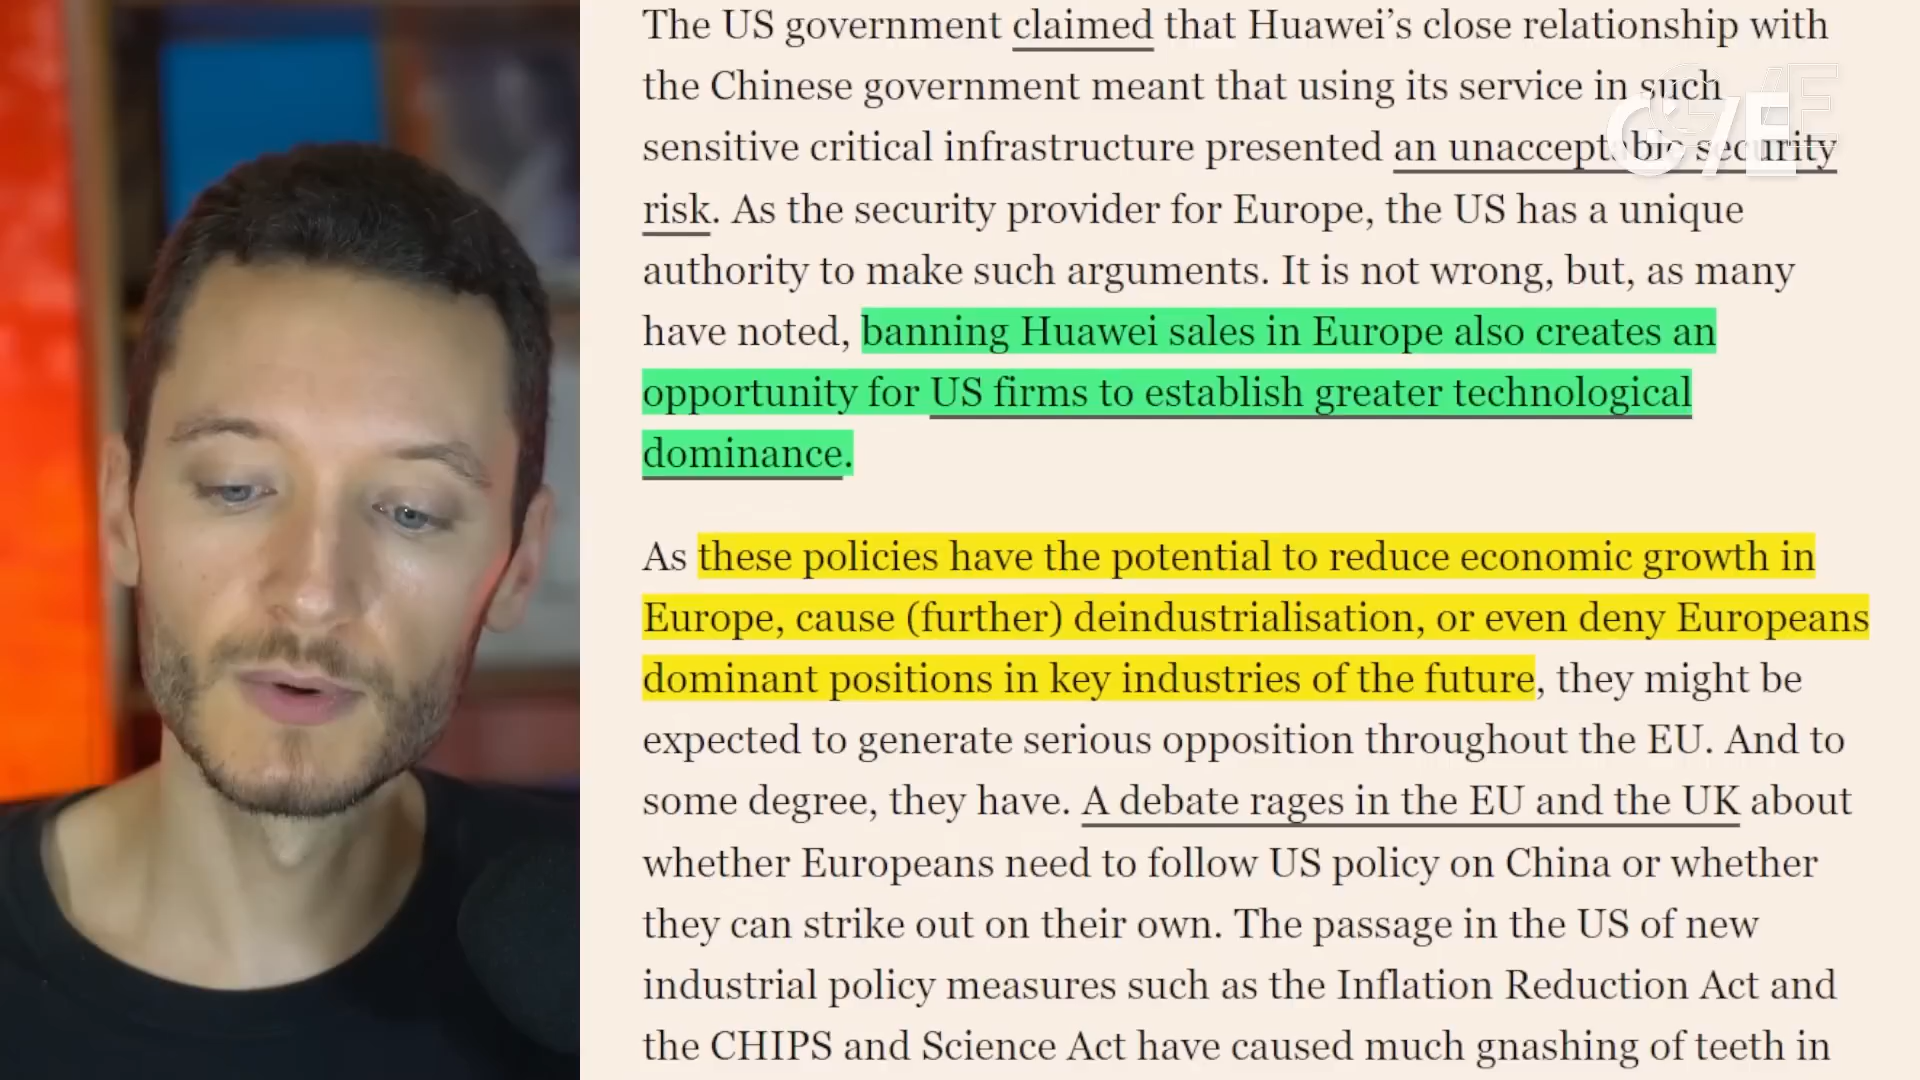 The US government claimed that Huawei’s close relationship with
the Chinese government meant that using its service in such
sensitive critical infrastructure presented an unacceptable security
risk. As the security provider for Europe, the US has a unique
authority to make such arguments. It is not wrong, but, as many
have noted, banning Huawei sales in Europe also creates an
opportunity for US firms to establish greater technological
dominance.
As these policies have the potential to reduce economic growth in
Europe, cause (further) deindustrialisation, or even deny Europeans
dominant positions in key industries of the future, they might be
expected to generate serious opposition throughout the EU. And to
some degree, they have. A debate rages in the EU and the UK about
whether Europeans need to follow US policy on China or whether
they can strike out on their own. The passage in the US of new
industrial policy measures such as the Inflation Reduction Act and
the CHIPS and Science Act have caused much gnashing of teeth in